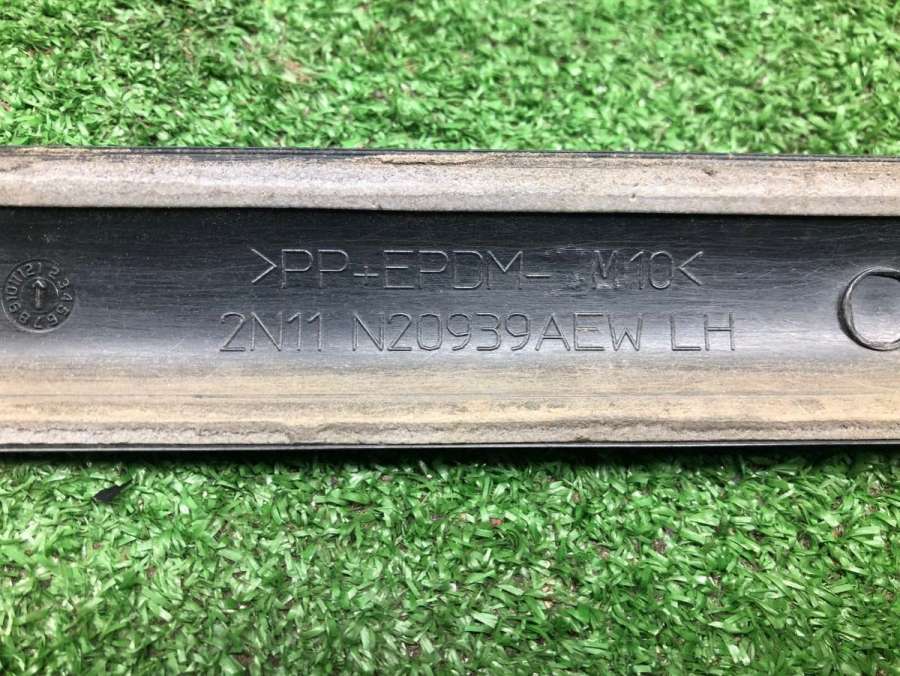 >PP+EPDM- M10<
2N11 N20939AEW LH